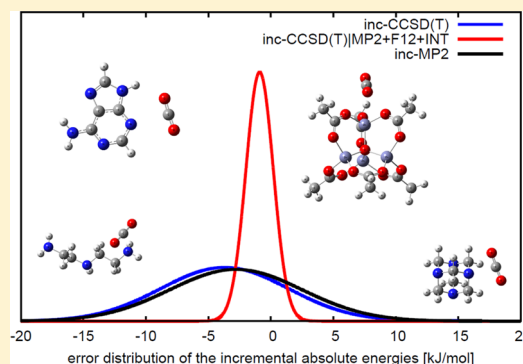 inc-CCSD(T)
inc-CCSD(T)|MP2+F12+INT
inc-MP2
-20 -15 -10 -5 0 5 10 15 20
error distribution of the incremental absolute energies [kJ/mol]